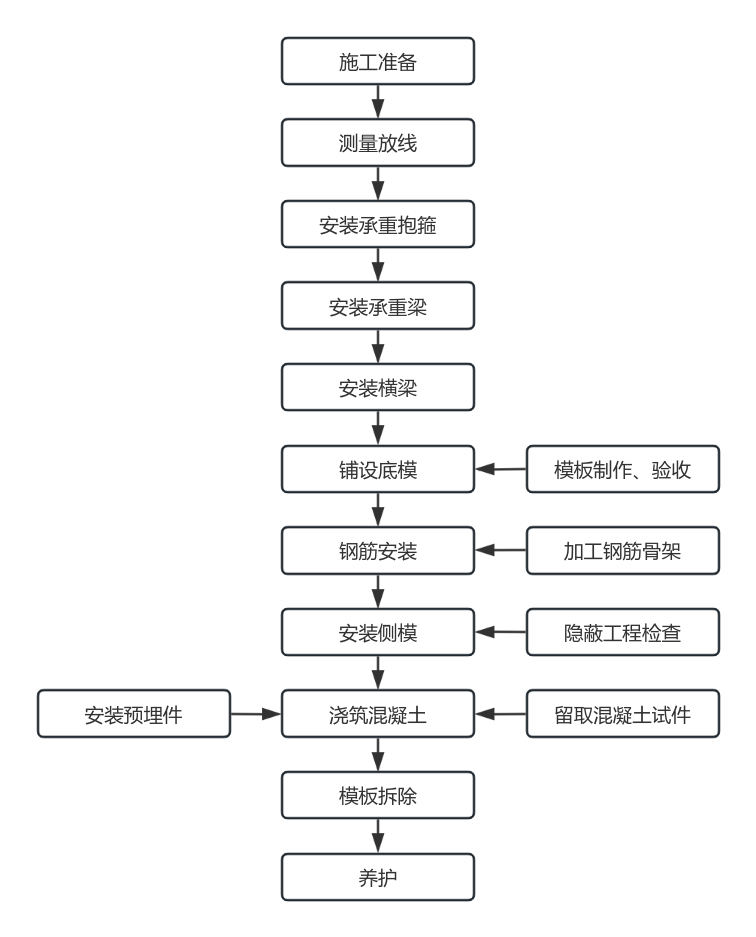 施工准备
测量放线
安装承重抱箍
安装承重梁
安装横梁
铺设底模
模板制作、验收
钢筋安装
加工钢筋骨架
安装侧模
隐蔽工程检查
安装预埋件
浇筑混凝土
留取混凝土试件
模板拆除
养护